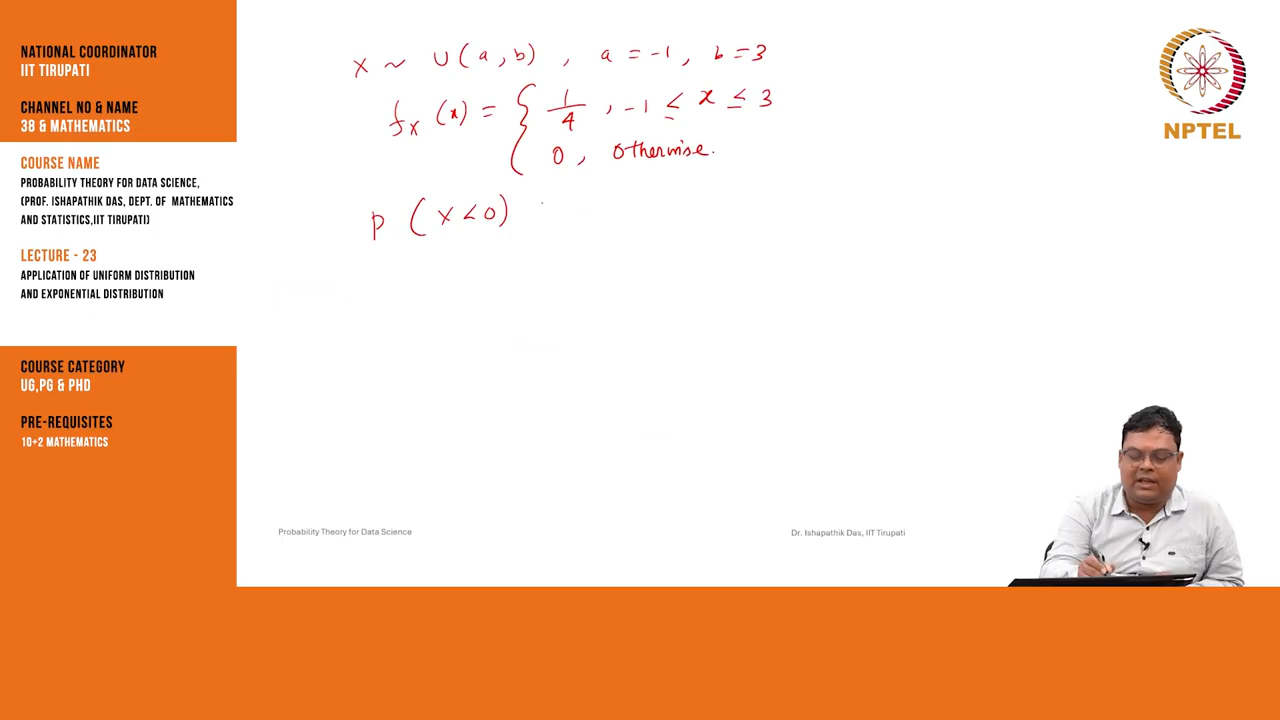 NATIONAL COORDINATOR
IIT TIRUPATI
CHANNEL NO & NAME
38 & MATHEMATICS
COURSE NAME
PROBABILITY THEORY FOR DATA SCIENCE,
(PROF. ISHAPATHIK DAS, DEPT. OF MATHEMATICS
AND STATISTICS,IIT TIRUPATI)
LECTURE - 23
APPLICATION OF UNIFORM DISTRIBUTION
AND EXPONENTIAL DISTRIBUTION
COURSE CATEGORY
UG,PG & PHD
PRE-REQUISITES
10+2 MATHEMATICS
X ~ U(a,b) , a = -1, b = 3
f_X(x) = { 1/4 , -1 ≤ x ≤ 3
0, otherwise.
P (X<0)
NPTEL
Probability Theory for Data Science
Dr. Ishapathik Das, IIT Tirupati